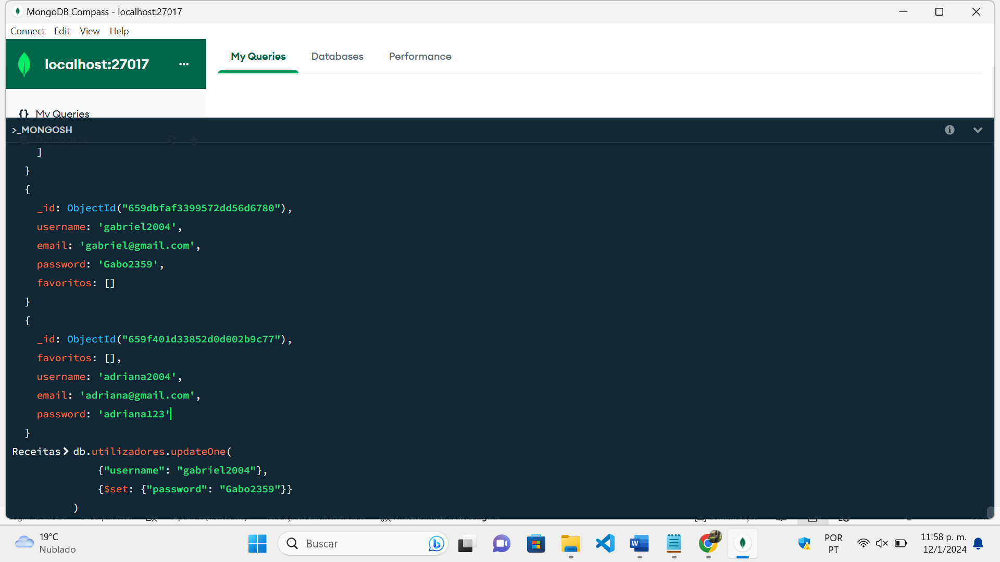 MongoDB Compass - localhost:27017
Connect Edit View Help
localhost:27017 ...
My Queries Databases Performance
{} My Queries
>_MONGOSH
Databases
]
}
{
_id: ObjectId("659dbfaf3399572dd56d6780"),
username: 'gabriel2004',
email: 'gabriel@gmail.com',
password: 'Gabo2359',
favoritos: []
}
{
_id: ObjectId("659f401d33852d0d002b9c77"),
favoritos: [],
username: 'adriana2004',
email: 'adriana@gmail.com',
password: 'adriana123'
}
Receitas> db.utilizadores.updateOne(
{"username": "gabriel2004"},
{$set: {"password": "Gabo2359"}}
)
19°C
Nublado
Buscar
POR
PT
11:58 p. m.
12/1/2024